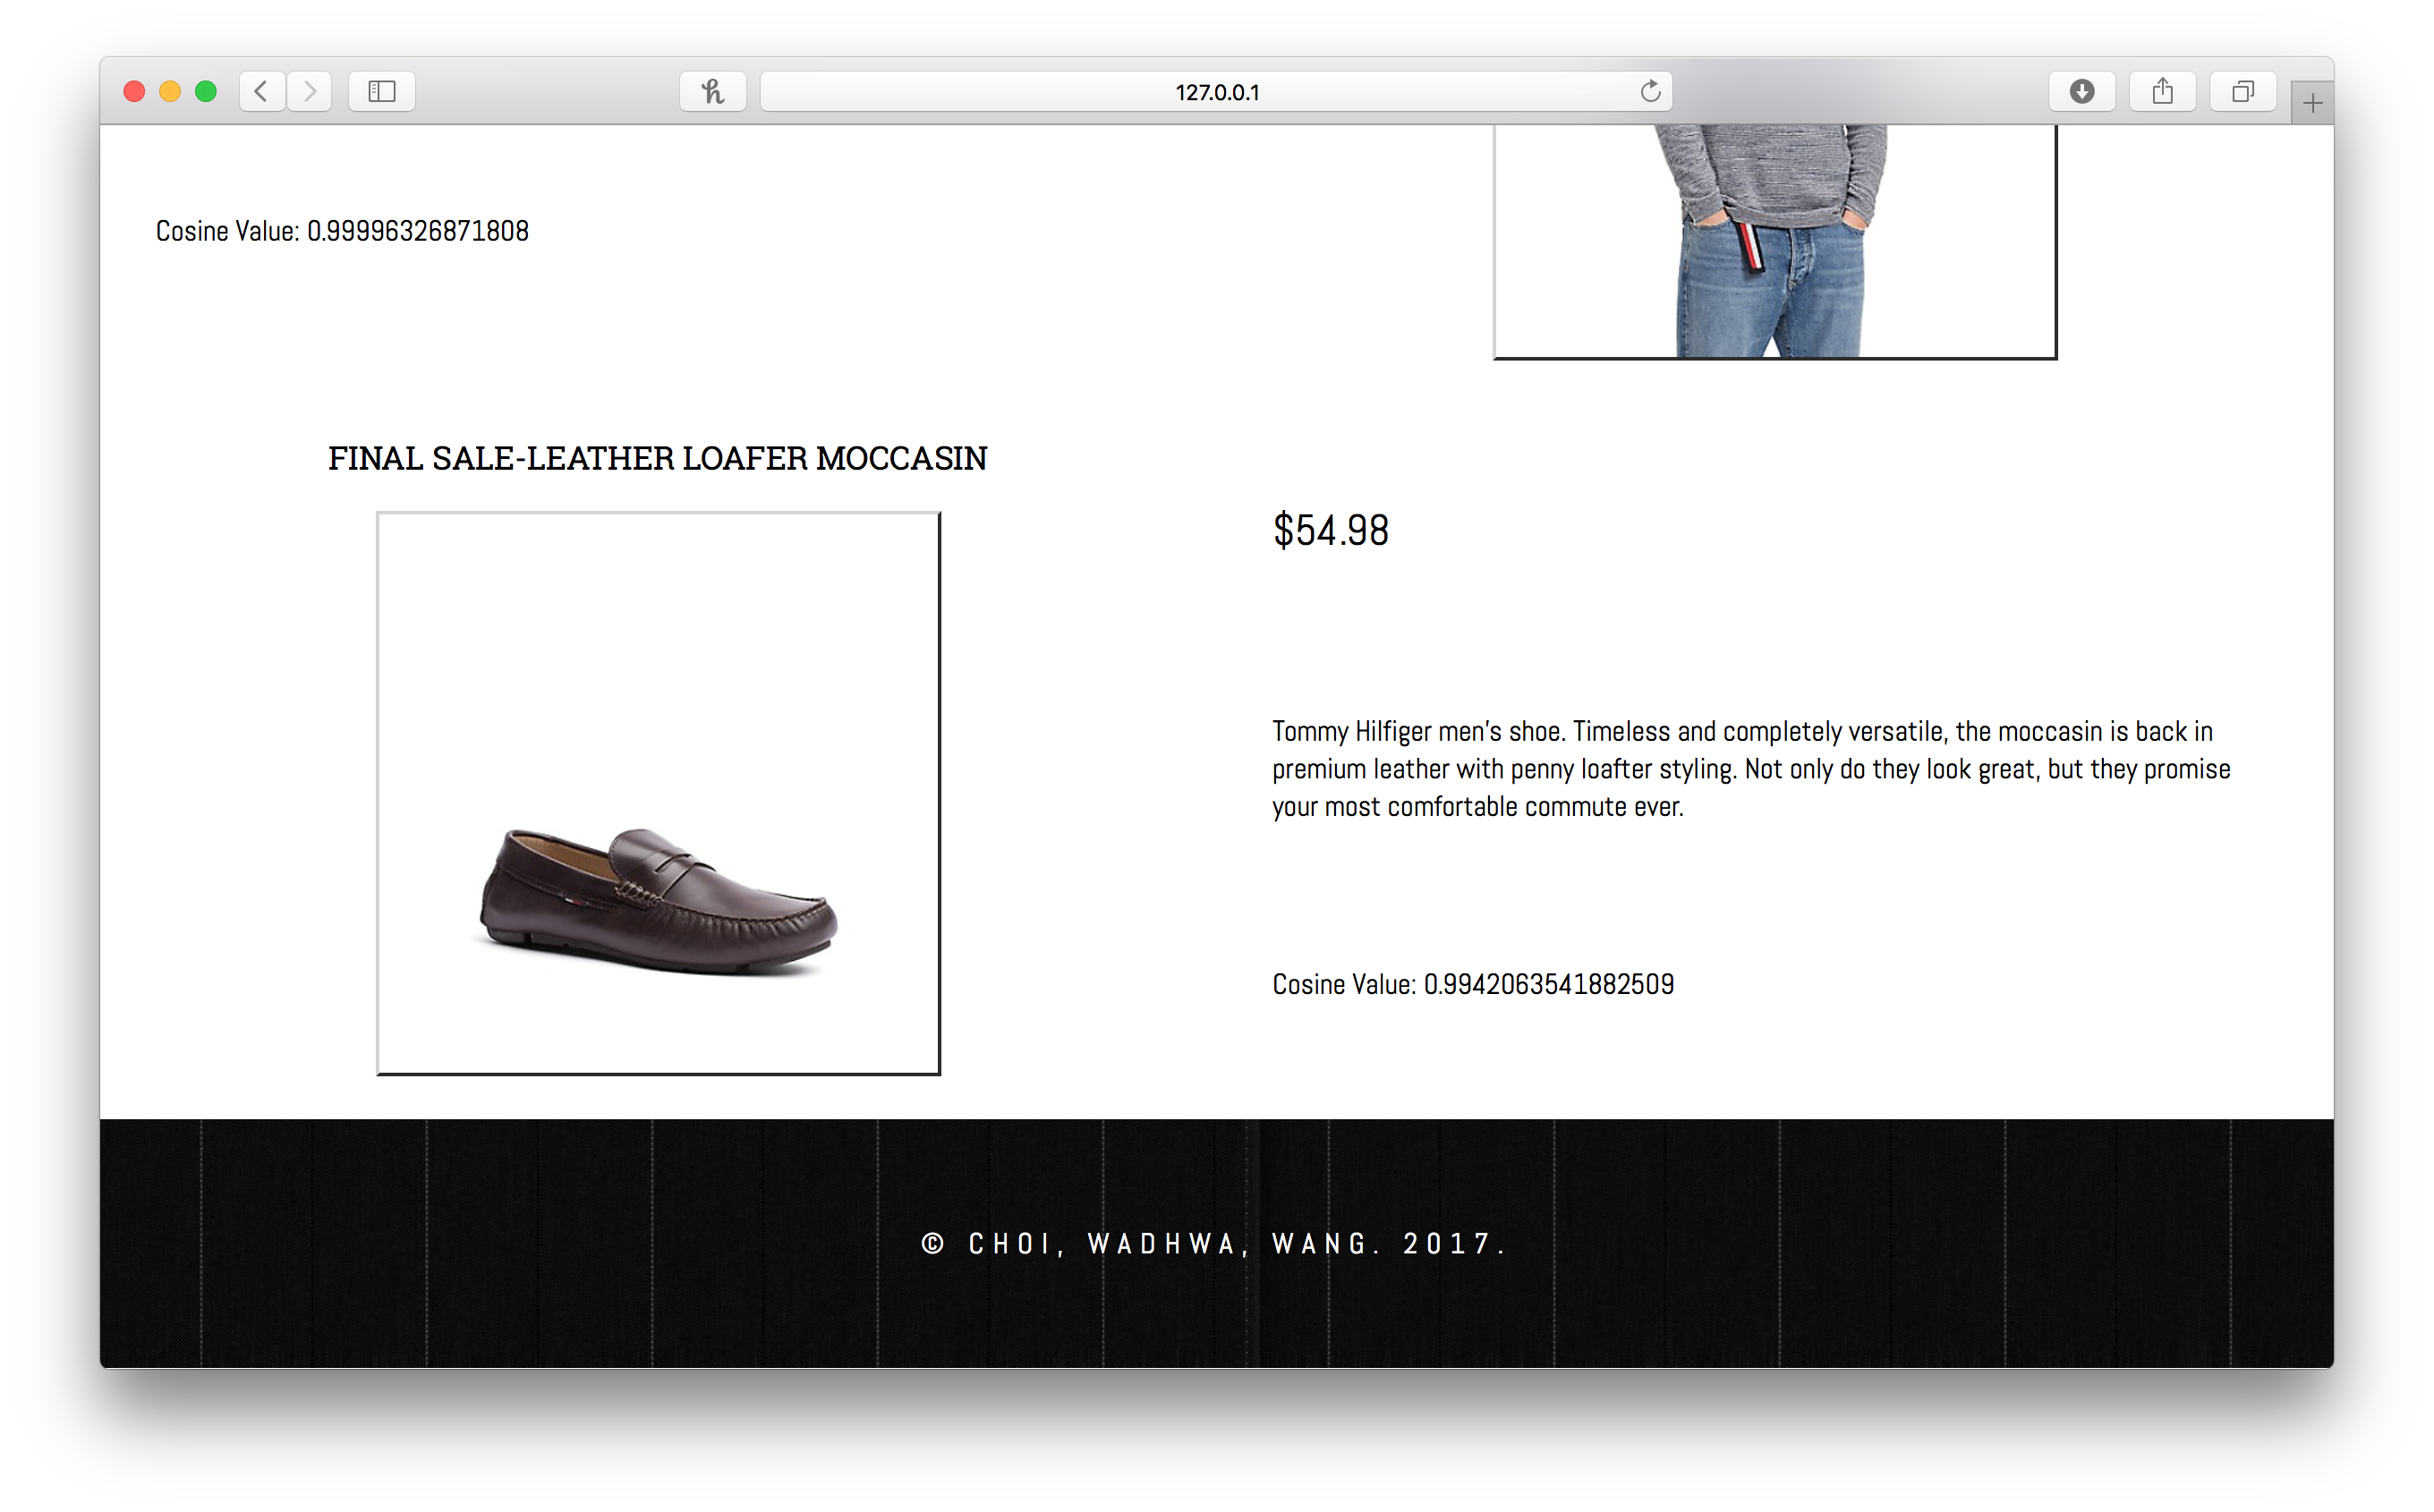 127.0.0.1
Cosine Value: 0.99996326871808
FINAL SALE-LEATHER LOAFER MOCCASIN
$54.98
Tommy Hilfiger men's shoe. Timeless and completely versatile, the moccasin is back in
premium leather with penny loafter styling. Not only do they look great, but they promise
your most comfortable commute ever.
Cosine Value: 0.9942063541882509
© CHOI, WADHWA, WANG. 2017.